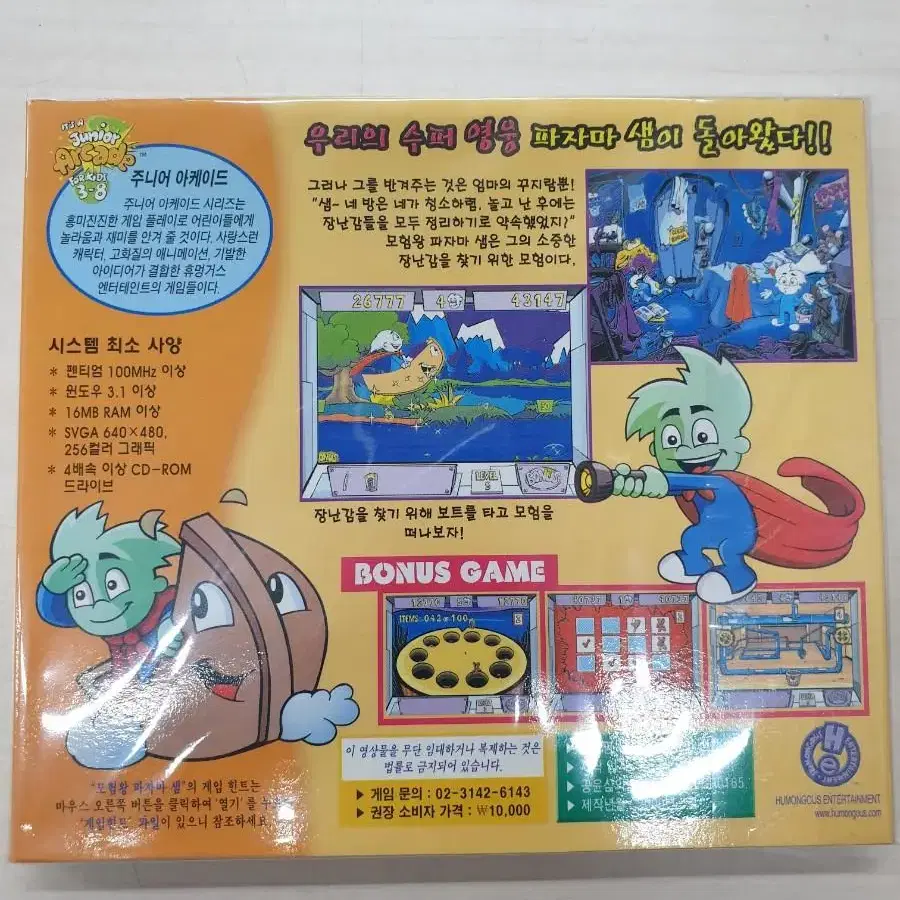 IT'S A
Junior
Arcade™
FOR KIDS
3-8
주니어 아케이드
주니어 아케이드 시리즈는
흥미진진한 게임 플레이로 어린이들에게
놀라움과 재미를 안겨 줄 것이다. 사랑스런
캐릭터, 고화질의 애니메이션, 기발한
아이디어가 결합한 휴멍거스
엔터테인트의 게임들이다.
우리의 수퍼 영웅 파자마 샘이 돌아왔다!!
그러나 그를 반겨주는 것은 엄마의 꾸지람뿐!
"샘~ 네 방은 네가 청소하렴, 놀고 난 후에는
장난감들을 모두 정리하기로 약속했었지?"
모험왕 파자마 샘은 그의 소중한
장난감을 찾기 위한 모험이다.
시스템 최소 사양
* 펜티엄 100MHz 이상
* 윈도우 3.1 이상
* 16MB RAM 이상
* SVGA 640×480,
256컬러 그래픽
* 4배속 이상 CD-ROM
드라이브
26777 4 43147
LEVEL
장난감을 찾기 위해 보트를 타고 모험을
떠나보자!
BONUS GAME
"모험왕 파자마 샘"의 게임 힌트는
마우스 오른쪽 버튼을 클릭하여 '열기'를
"게임힌트" 파일이 있으니 참조하세요
이 영상물을 무단 임대하거나 복제하는 것은
법률로 금지되어 있습니다.
▶ 게임 문의 : 02-3142-6143
▶ 권장 소비자 가격 : ₩10,000
HUMONGOUS ENTERTAINMENT
www.humongous.com